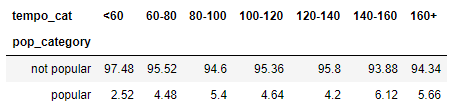 tempo_cat <60 60-80 80-100 100-120 120-140 140-160 160+
pop_category
not popular 97.48 95.52 94.6 95.36 95.8 93.88 94.34
popular 2.52 4.48 5.4 4.64 4.2 6.12 5.66